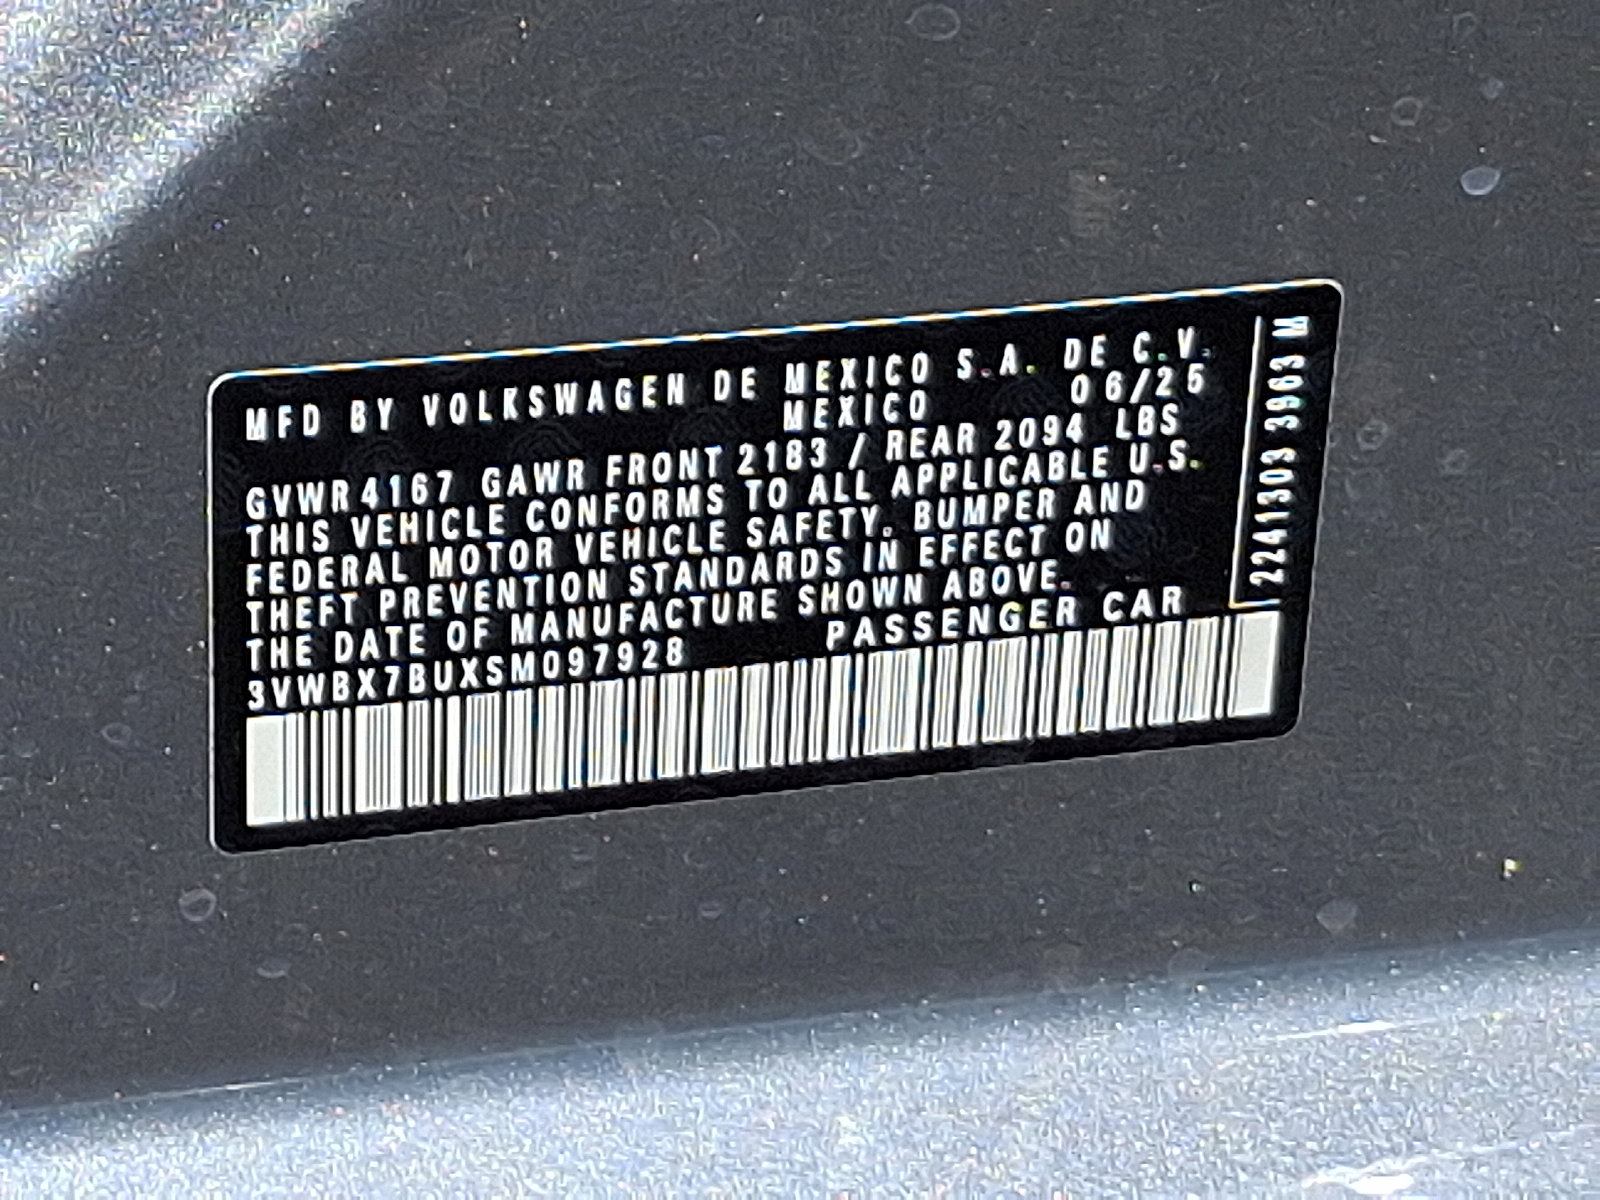 MFD BY VOLKSWAGEN DE MEXICO S.A. DE C.V.
MEXICO 06/25
GVWR 4167 GAWR FRONT 2183 / REAR 2094 LBS
THIS VEHICLE CONFORMS TO ALL APPLICABLE U.S.
FEDERAL MOTOR VEHICLE SAFETY, BUMPER AND
THEFT PREVENTION STANDARDS IN EFFECT ON
THE DATE OF MANUFACTURE SHOWN ABOVE.
3VWBX7BUXSM097928 PASSENGER CAR
2241303 3963 M